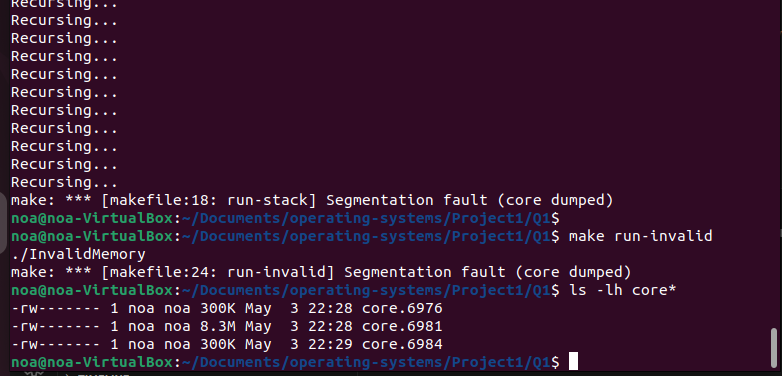 Recursing...
Recursing...
Recursing...
Recursing...
Recursing...
Recursing...
Recursing...
Recursing...
Recursing...
Recursing...
Recursing...
make: *** [makefile:18: run-stack] Segmentation fault (core dumped)
noa@noa-VirtualBox:~/Documents/operating-systems/Project1/Q1$
noa@noa-VirtualBox:~/Documents/operating-systems/Project1/Q1$ make run-invalid
./InvalidMemory
make: *** [makefile:24: run-invalid] Segmentation fault (core dumped)
noa@noa-VirtualBox:~/Documents/operating-systems/Project1/Q1$ ls -lh core*
-rw------- 1 noa noa 300K May  3 22:28 core.6976
-rw------- 1 noa noa 8.3M May  3 22:28 core.6981
-rw------- 1 noa noa 300K May  3 22:29 core.6984
noa@noa-VirtualBox:~/Documents/operating-systems/Project1/Q1$